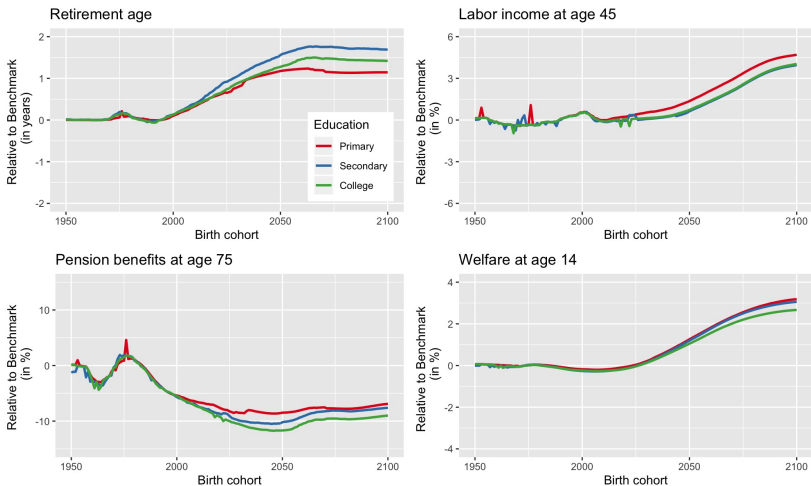 Retirement age
2
1
0
-1
-2
Relative to Benchmark
(in years)
1950
2000
2050
2100
Birth cohort
Education
Primary
Secondary
College
Labor income at age 45
6
3
0
-3
-6
Relative to Benchmark
(in %)
1950
2000
2050
2100
Birth cohort
Pension benefits at age 75
10
0
-10
Relative to Benchmark
(in %)
1950
2000
2050
2100
Birth cohort
Welfare at age 14
4
2
0
-2
-4
Relative to Benchmark
(in %)
1950
2000
2050
2100
Birth cohort